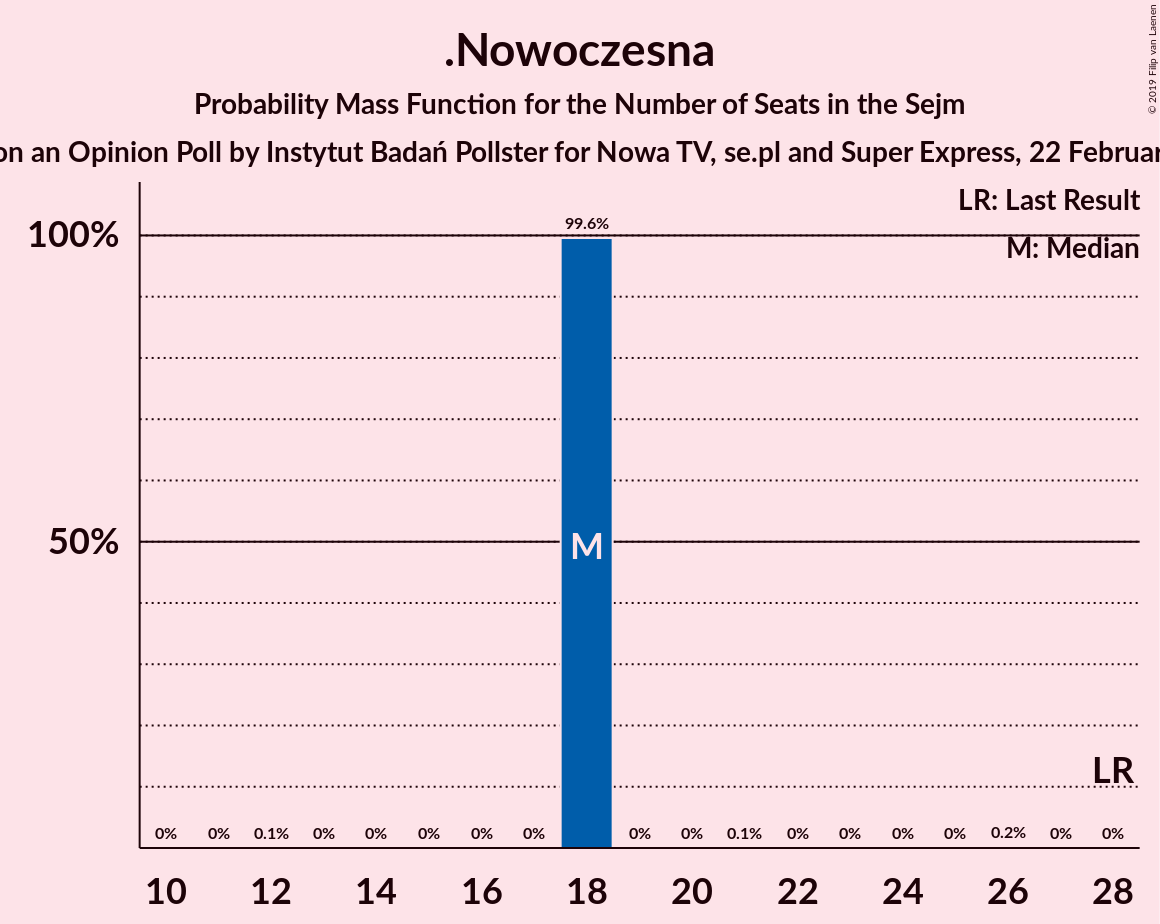 .Nowoczesna
Probability Mass Function for the Number of Seats in the Sejm
on an Opinion Poll by Instytut Badań Pollster for Nowa TV, se.pl and Super Express, 22 Februar
© 2019 Filip van Laenen
LR: Last Result
M: Median
100%
50%
99.6%
M
LR
0% 0% 0.1% 0% 0% 0% 0% 0% 0% 0% 0.1% 0% 0% 0% 0% 0.2% 0% 0%
10 12 14 16 18 20 22 24 26 28